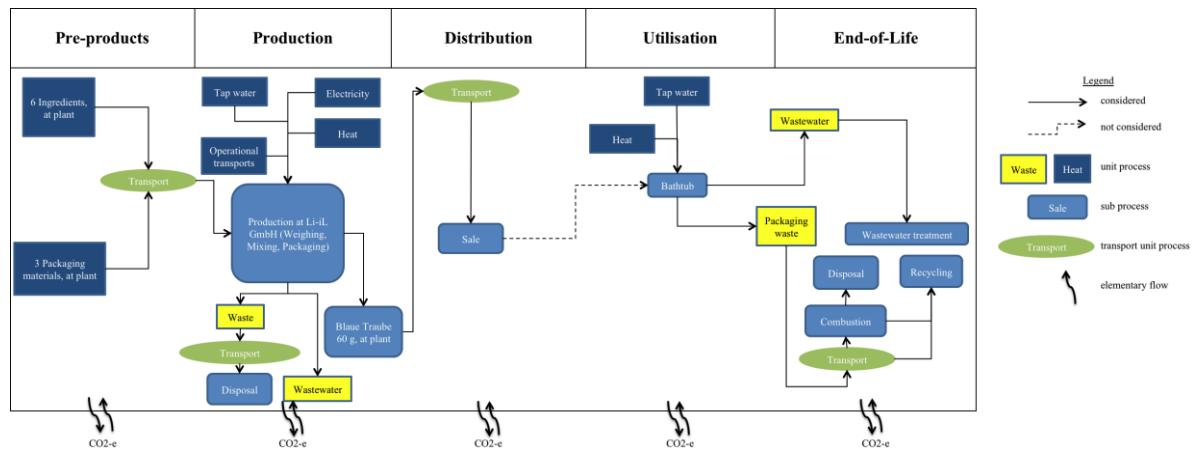 Pre-products
Production
Distribution
Utilisation
End-of-Life
6 Ingredients,
at plant
Transport
3 Packaging
materials, at plant
Tap water
Electricity
Heat
Operational
transports
Production at Li-iL
GmbH (Weighing,
Mixing, Packaging)
Waste
Transport
Disposal
Wastewater
Blaue Traube
60 g, at plant
Transport
Sale
Tap water
Heat
Bathtub
Wastewater
Packaging
waste
Wastewater treatment
Disposal
Recycling
Combustion
Transport
Legend
considered
not considered
Waste
Heat
unit process
Sale
sub process
Transport
transport unit process
elementary flow
CO2-e
CO2-e
CO2-e
CO2-e
CO2-e